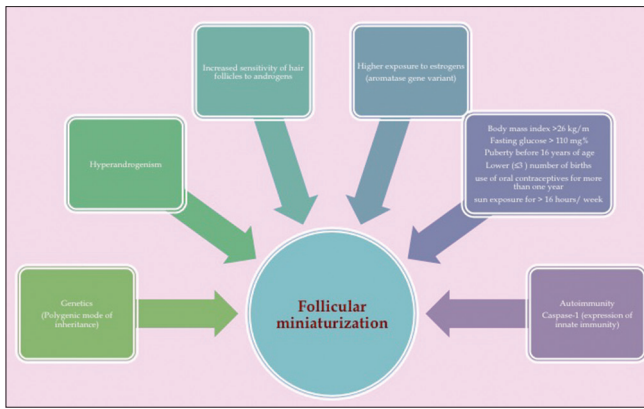 Increased sensitivity of hair
follicles to androgens
Higher exposure to estrogens
(aromatase gene variant)
Hyperandrogenism
Body mass index >26 kg/m
Fasting glucose > 110 mg%
Puberty before 16 years of age
Lower (≤3 ) number of births
use of oral contraceptives for more
than one year
sun exposure for > 16 hours/ week
Genetics
(Polygenic mode of
inheritance)
Follicular
miniaturization
Autoimmunity
Caspase-1 (expression of
innate immunity)